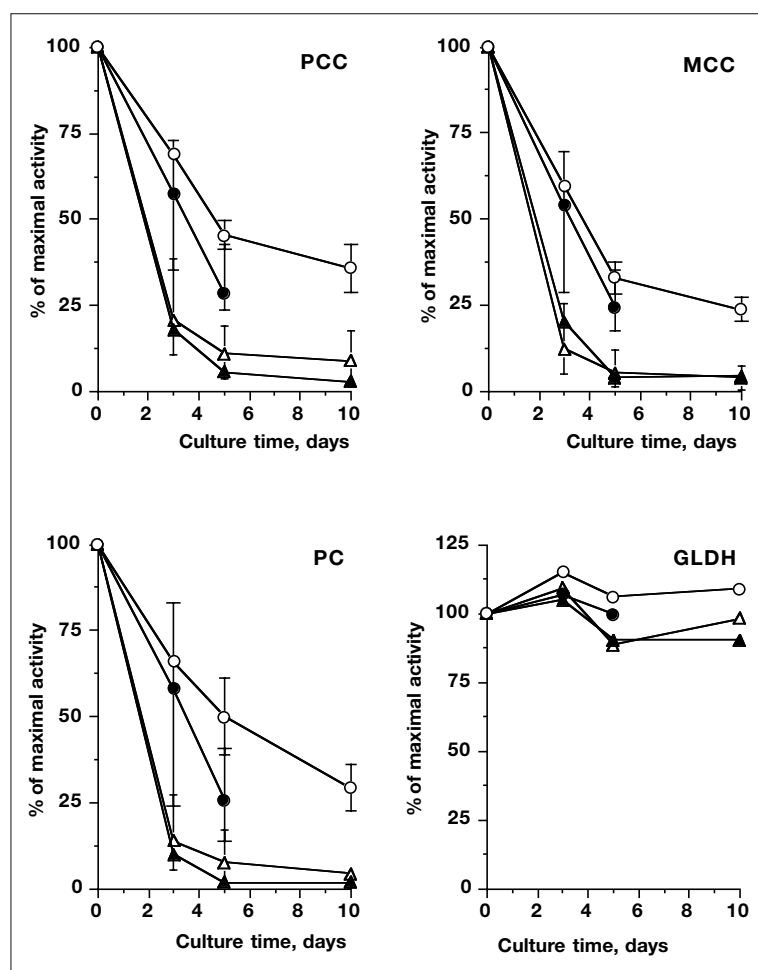 PCC
100
75
50
25
0
% of maximal activity
0 2 4 6 8 10
Culture time, days
MCC
100
75
50
25
0
% of maximal activity
0 2 4 6 8 10
Culture time, days
PC
100
75
50
25
0
% of maximal activity
0 2 4 6 8 10
Culture time, days
GLDH
125
100
75
50
25
0
% of maximal activity
0 2 4 6 8 10
Culture time, days